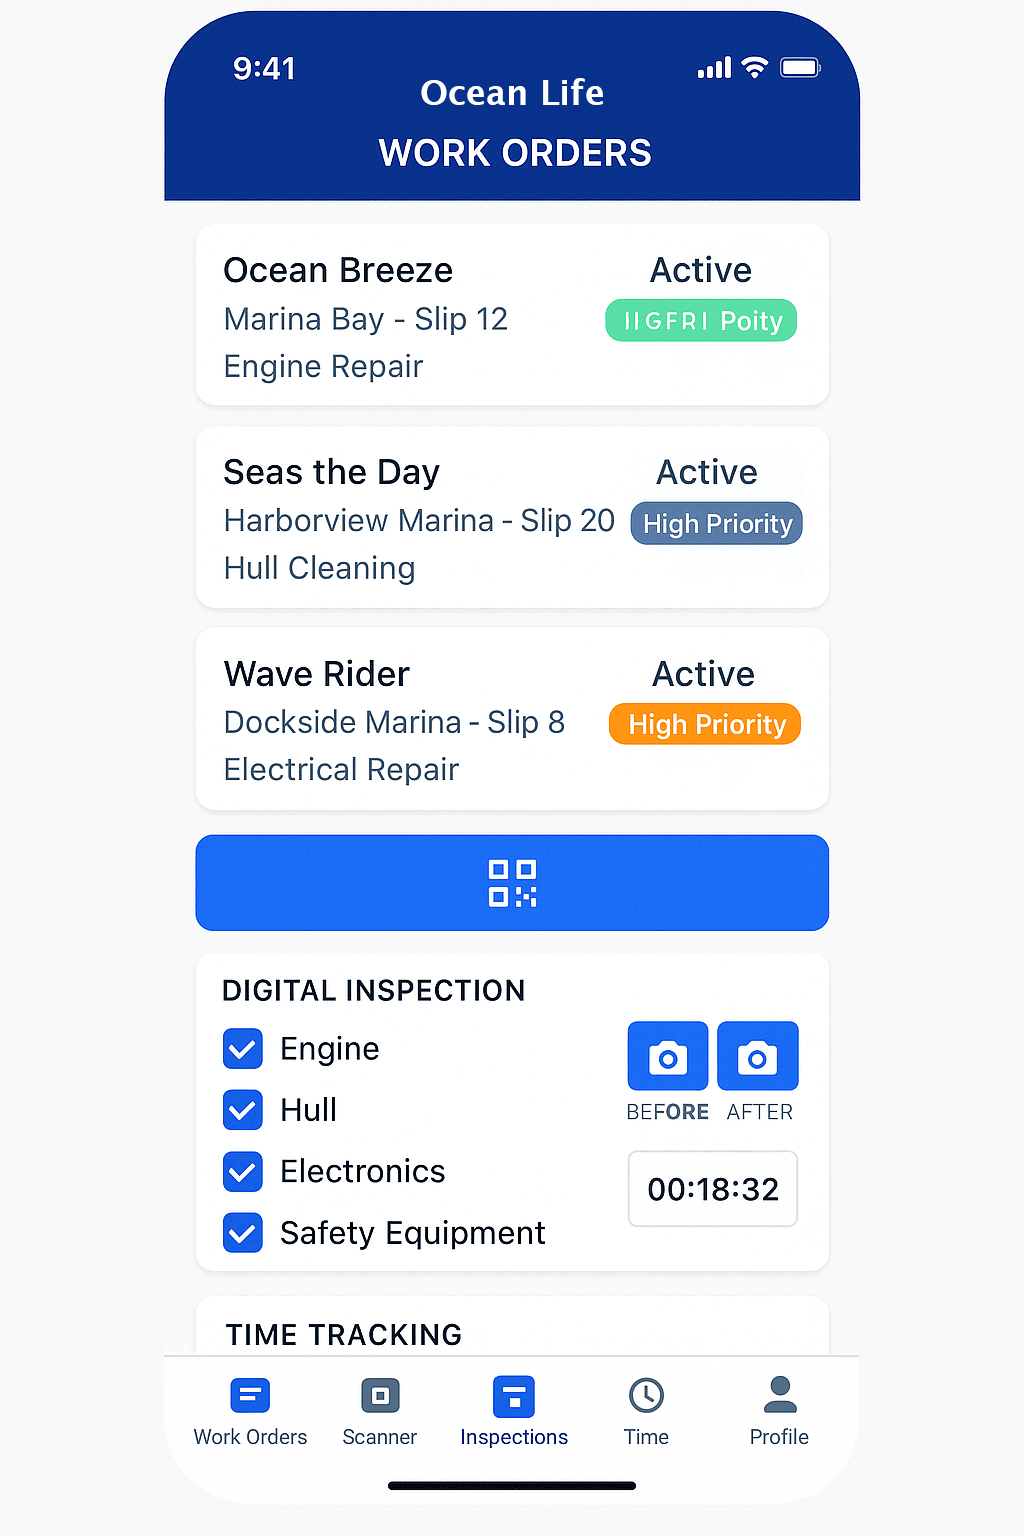 9:41
Ocean Life
WORK ORDERS
Ocean Breeze
Active
Marina Bay - Slip 12
Poity
Engine Repair
Seas the Day
Active
Harborview Marina - Slip 20
High Priority
Hull Cleaning
Wave Rider
Active
Dockside Marina - Slip 8
High Priority
Electrical Repair
DIGITAL INSPECTION
Engine
Hull
BEFORE AFTER
Electronics
00:18:32
Safety Equipment
TIME TRACKING
Work Orders
Scanner
Inspections
Time
Profile